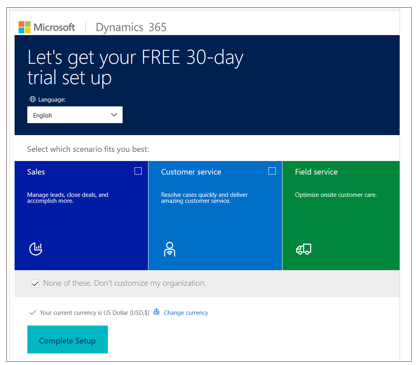 Microsoft | Dynamics 365
Let's get your FREE 30-day
trial set up
Language:
English
Select which scenario fits you best:
Sales
Manage leads, close deals, and
accomplish more.
Customer service
Resolve cases quickly and deliver
amazing customer service.
Field service
Optimize onsite customer care.
None of these. Don't customize my organization.
Your current currency is US Dollar (USD,$) Change currency
Complete Setup